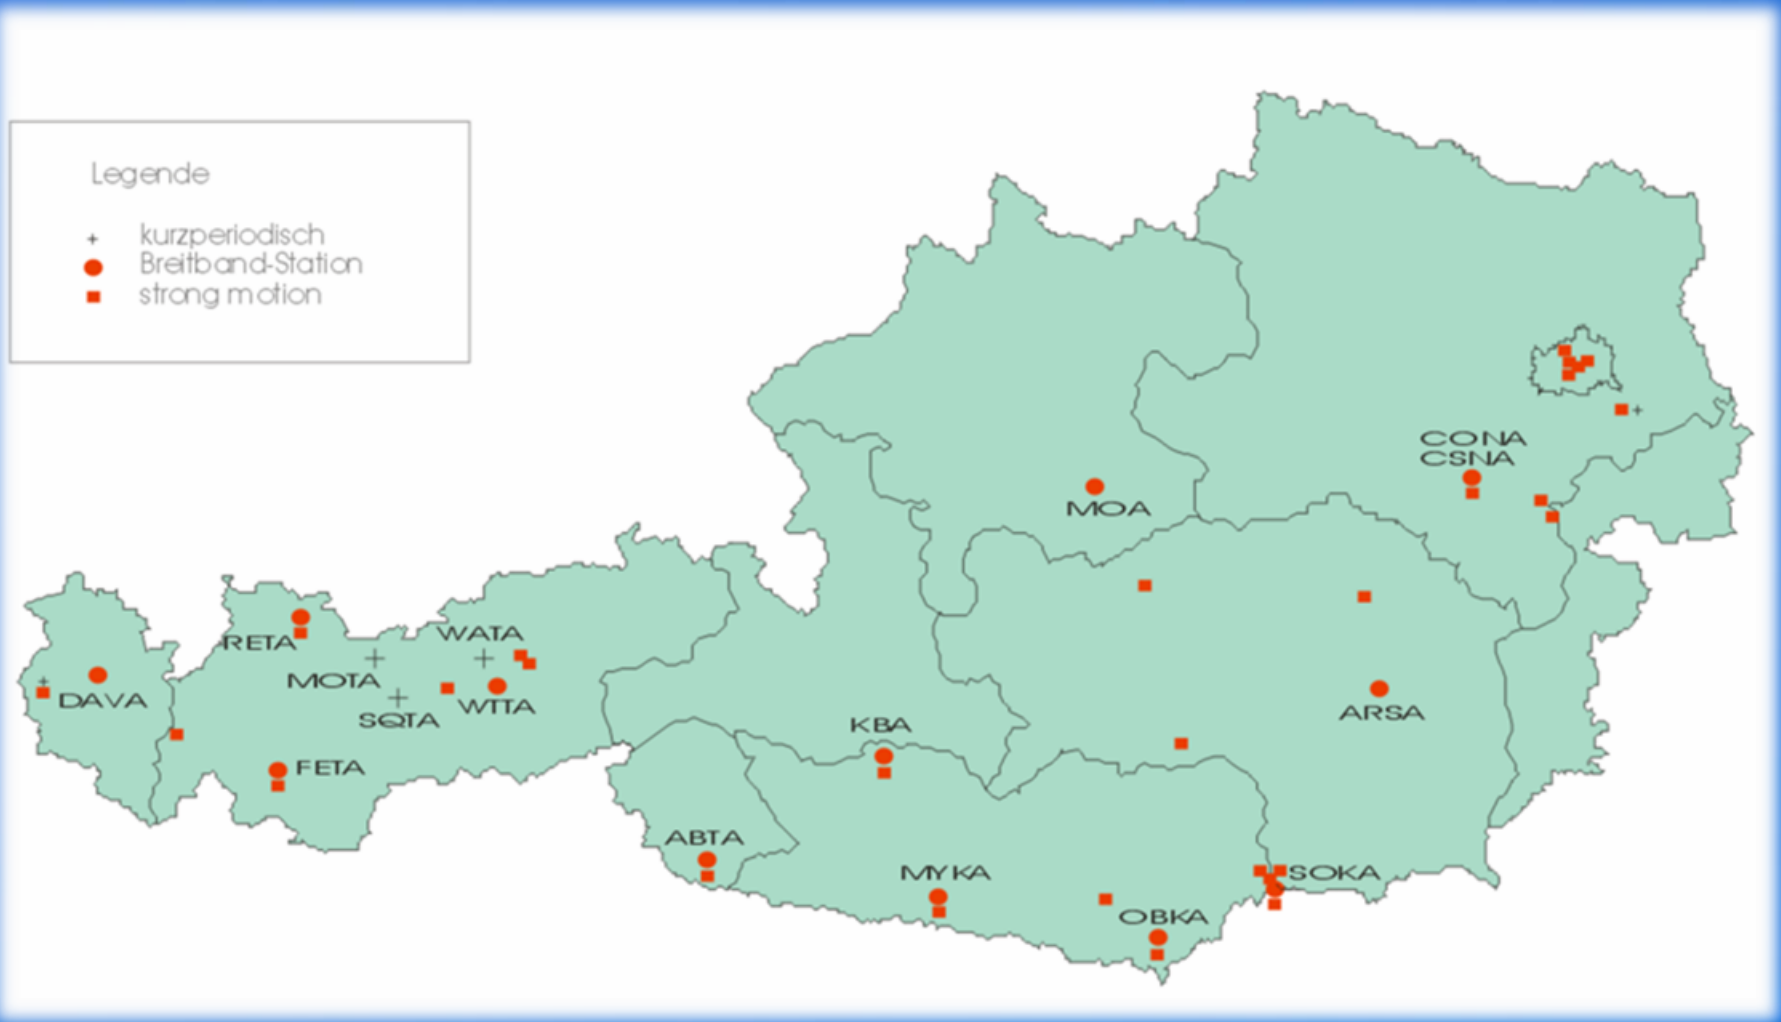 Legende
kurzperiodisch
Breitband-Station
strong motion
CONA
CSNA
MOA
RETA
WATA
MOTA
DAVA
SQTA
WTTA
FETA
KBA
ARSA
ABTA
MYKA
SOKA
OBKA